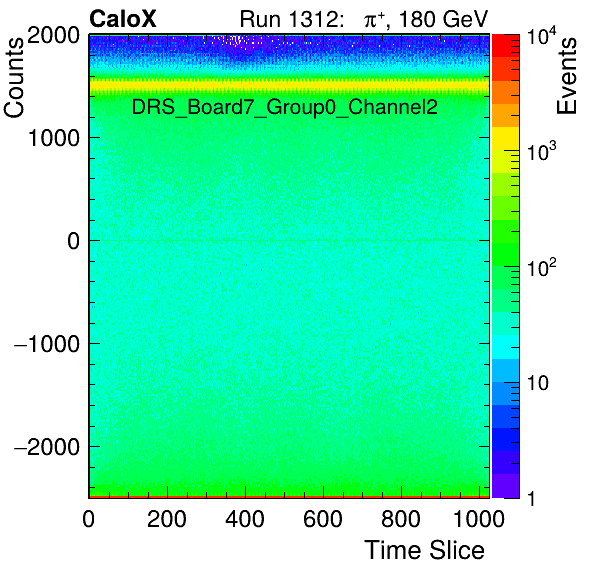 CaloX Run 1312: π⁺, 180 GeV
Counts
Events
2000
1000
0
−1000
−2000
DRS_Board7_Group0_Channel2
10⁴
10³
10²
10
1
0 200 400 600 800 1000
Time Slice